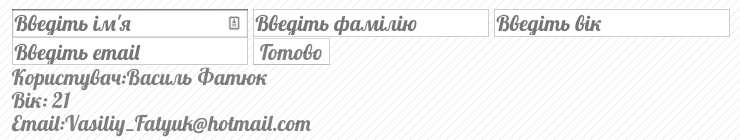 Введіть ім'я Введіть фамілію Введіть вік
Введіть email Готово
Користувач:Василь Фатюк
Вік: 21
Email:Vasiliy_Fatyuk@hotmail.com